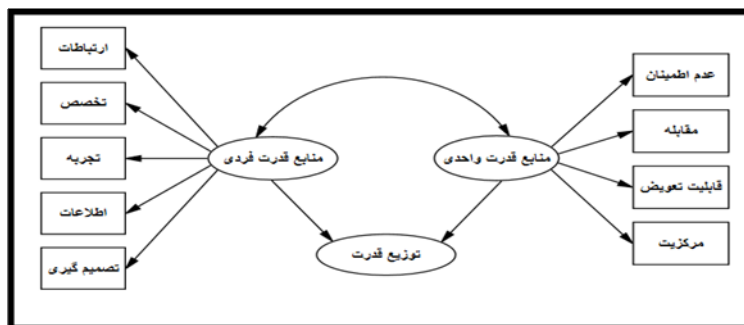 عدم اطمینان
مقابله
قابلیت تعویض
مرکزیت
منابع قدرت واحدی
منابع قدرت فردی
توزیع قدرت
ارتباطات
تخصص
تجربه
اطلاعات
تصمیم گیری